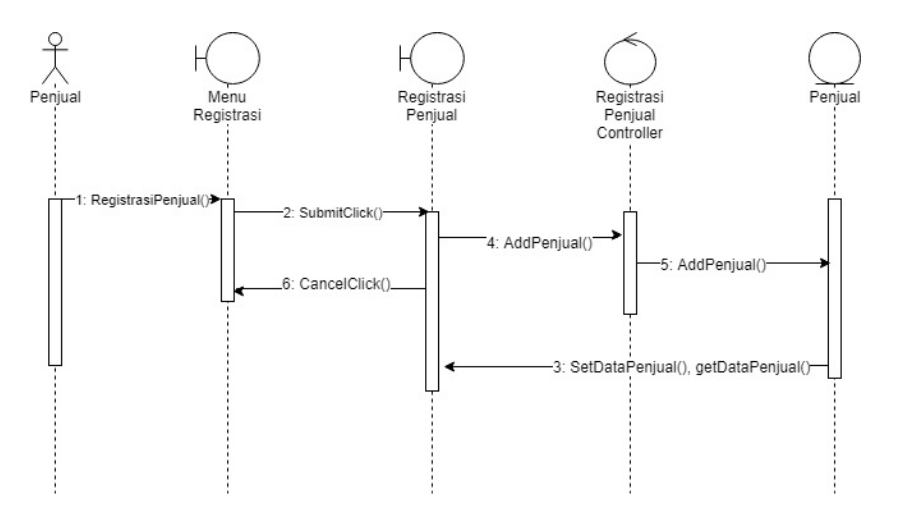 Penjual
Menu
Registrasi
Registrasi
Penjual
Registrasi
Penjual
Controller
Penjual
1: RegistrasiPenjual()
2: SubmitClick()
4: AddPenjual()
5: AddPenjual()
6: CancelClick()
3: SetDataPenjual(), getDataPenjual()